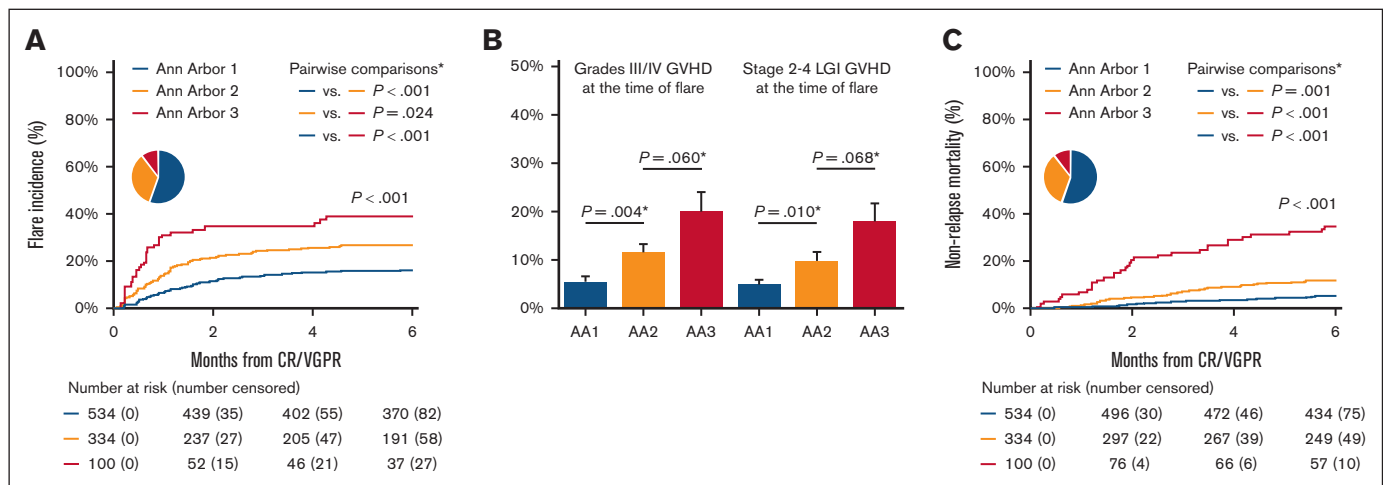 A
Ann Arbor 1
Ann Arbor 2
Ann Arbor 3
Pairwise comparisons*
vs. P < .001
vs. P = .024
vs. P < .001
100%
80%
60%
40%
20%
0%
Flare incidence (%)
P < .001
0 2 4 6
Months from CR/VGPR
Number at risk (number censored)
534 (0) 439 (35) 402 (55) 370 (82)
334 (0) 237 (27) 205 (47) 191 (58)
100 (0) 52 (15) 46 (21) 37 (27)
B
50%
40%
30%
20%
10%
0%
Grades III/IV GVHD
at the time of flare
Stage 2-4 LGI GVHD
at the time of flare
P = .060*
P = .068*
P = .004*
P = .010*
AA1 AA2 AA3 AA1 AA2 AA3
C
Ann Arbor 1
Ann Arbor 2
Ann Arbor 3
Pairwise comparisons*
vs. P = .001
vs. P < .001
vs. P < .001
100%
80%
60%
40%
20%
0%
Non-relapse mortality (%)
P < .001
0 2 4 6
Months from CR/VGPR
Number at risk (number censored)
534 (0) 496 (30) 472 (46) 434 (75)
334 (0) 297 (22) 267 (39) 249 (49)
100 (0) 76 (4) 66 (6) 57 (10)